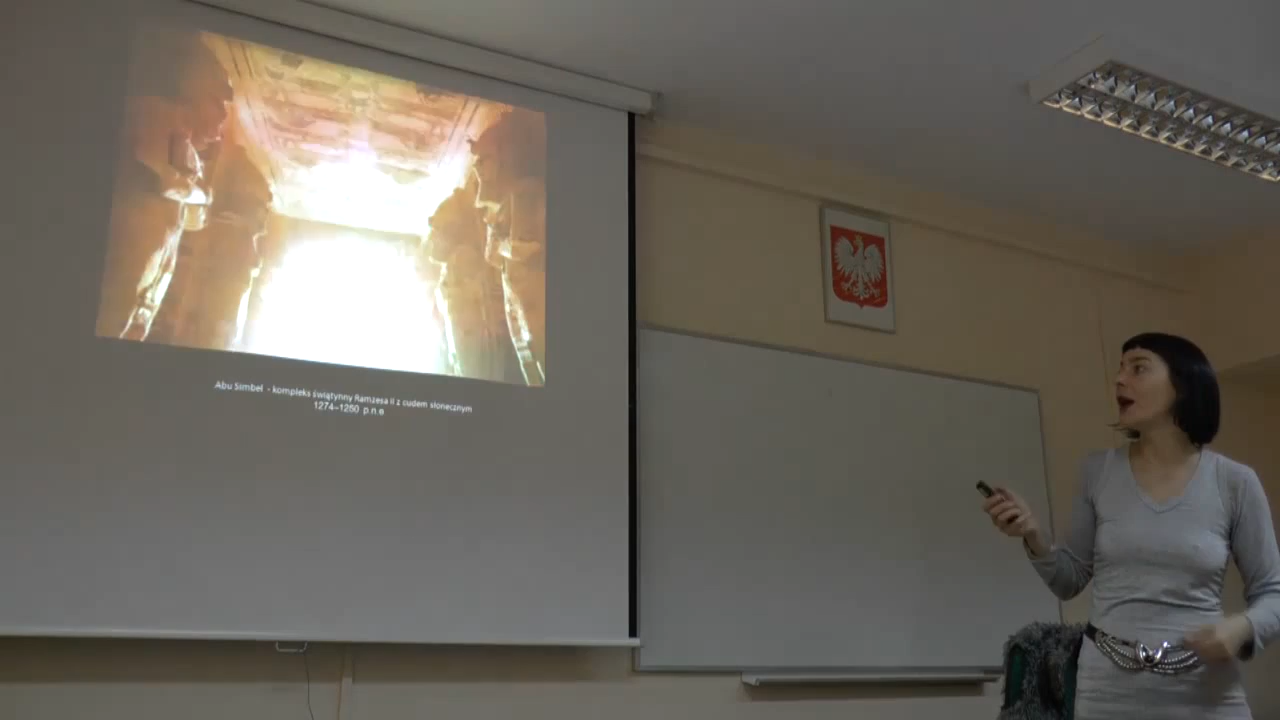 Abu Simbel - kompleks świątynny Ramzesa II z cudem słonecznym
1274–1250 p.n.e